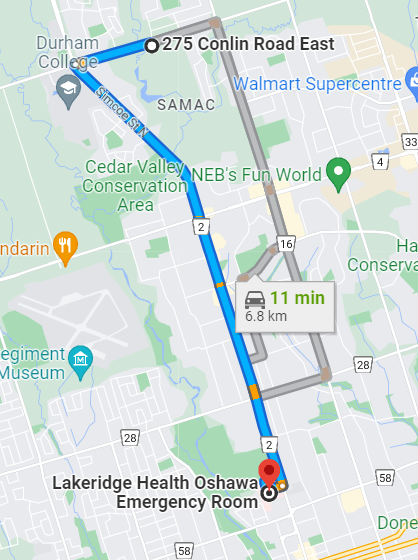 Durham
College
275 Conlin Road East
Walmart Supercentre
Simcoe St N
SAMAC
33
4
Cedar Valley
Conservation
Area
NEB's Fun World
2
16
ndarin
Ha
Conserva
11 min
6.8 km
egiment
Museum
28
28
2
Lakeridge Health Oshawa
Emergency Room
58
58
Done